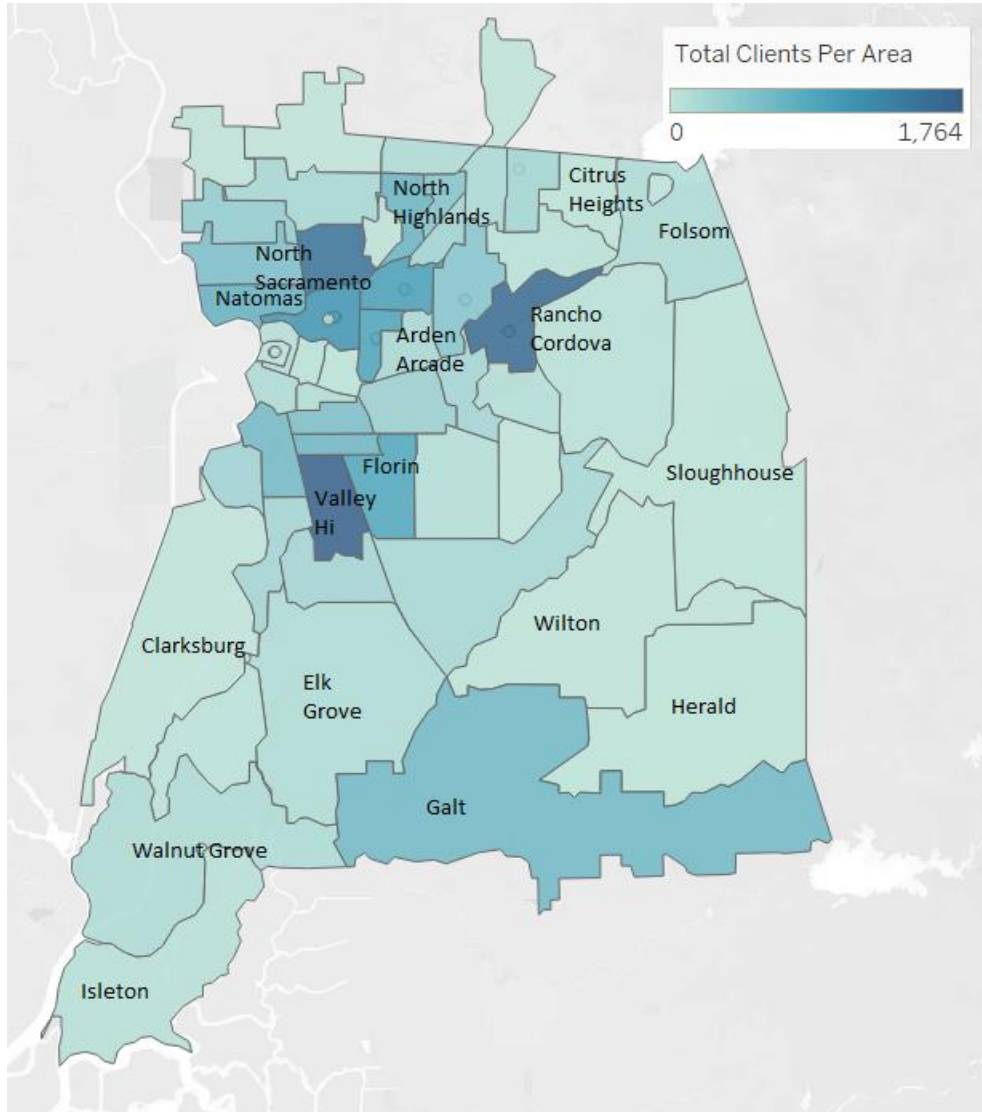 Total Clients Per Area
0 1,764
North
Highlands
Citrus
Heights
Folsom
North
Sacramento
Natomas
Rancho
Cordova
Arden
Arcade
Florin
Valley
Hi
Sloughhouse
Wilton
Clarksburg
Elk
Grove
Herald
Galt
Walnut Grove
Isleton